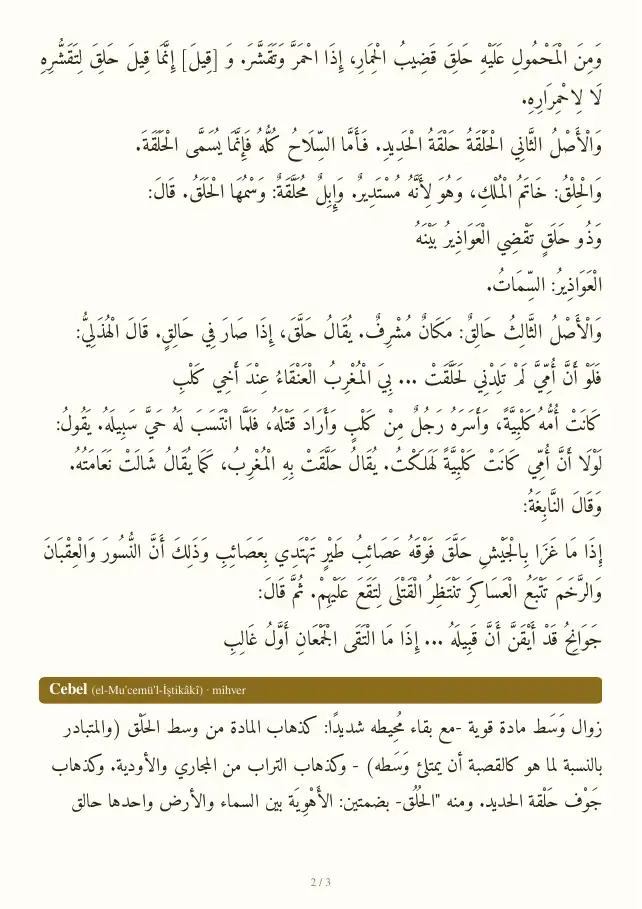 وَمِنَ الْمَحْمُولِ عَلَيْهِ حَلِقَ قَضِيبُ الْحِمَارِ، إِذَا احْمَرَّ وَتَقَشَّرَ. وَ [قِيلَ] إِنَّمَا قِيلَ حَلِقَ لِتَقَشُّرِهِ
لَا لِاحْمِرَارِهِ.
وَالْأَصْلُ الثَّانِي الْحَلْقَةُ حَلْقَةُ الْحَدِيدِ. فَأَمَّا السِّلَاحُ كُلُّهُ فَإِنَّمَا يُسَمَّى الْحَلَقَةَ.
وَالْحِلْقُ: خَاتَمُ الْمُلْكِ، وَهُوَ لِأَنَّهُ مُسْتَدِيرٌ. وَإِبِلٌ مُحَلَّقَةٌ: وَسْمُهَا الْحَلَقُ. قَالَ:
وَذُو حَلَقٍ تَقْضِي الْعَوَاذِيرُ بَيْنَهُ
الْعَوَاذِيرُ: السِّمَاتُ.
وَالْأَصْلُ الثَّالِثُ حَالِقٌ: مَكَانٌ مُشْرِفٌ. يُقَالُ حَلَّقَ، إِذَا صَارَ فِي حَالِقٍ. قَالَ الْهُذَلِيُّ:
فَلَوْ أَنَّ أُمِّيَ لَمْ تَلِدْنِي لَحَلَّقَتْ ... بِيَ الْمُغْرِبُ الْعَنْقَاءُ عِنْدَ أَخِي كَلْبِ
كَانَتْ أُمُّهُ كَلْبِيَّةً، وَأَسَرَهُ رَجُلٌ مِنْ كَلْبٍ وَأَرَادَ قَتْلَهُ، فَلَمَّا انْتَسَبَ لَهُ حَيَّ سَبِيلَهُ. يَقُولُ:
لَوْلَا أَنَّ أُمِّي كَانَتْ كَلْبِيَّةً لَهَلَكْتُ. يُقَالُ حَلَّقَتْ بِهِ الْمُغْرِبُ، كَمَا يُقَالُ شَالَتْ نَعَامَتُهُ.
وَقَالَ النَّابِغَةُ:
إِذَا مَا غَزَا بِالْجَيْشِ حَلَّقَ فَوْقَهُ عَصَائِبُ طَيْرٍ تَهْتَدِي بِعَصَائِبِ وَذَلِكَ أَنَّ النُّسُورَ وَالْعِقْبَانَ
وَالرَّخَمَ تَتْبَعُ الْعَسَاكِرَ تَنْتَظِرُ الْقَتْلَى لِتَقَعَ عَلَيْهِمْ. ثُمَّ قَالَ:
جَوَانِحُ قَدْ أَيْقَنَّ أَنَّ قَبِيلَهُ ... إِذَا مَا الْتَقَى الْجَمْعَانِ أَوَّلُ غَالِبِ
Cebel (el-Mu'cemü'l-İştikâkî) · mihver
زوال وَسَط مادة قوية -مع بقاء مُحِيطه شديدًا: كذهاب المادة من وسط الحَلْق (والمتبادر
بالنسبة لما هو كالقصبة أن يمتلئ وَسَطه) - وكذهاب التراب من المجاري والأودية. وكذهاب
جَوْف حَلْقة الحديد. ومنه "الحُلُق- بضمتين: الأَهْوِيَة بين السماء والأرض واحدها حالق
2 / 3